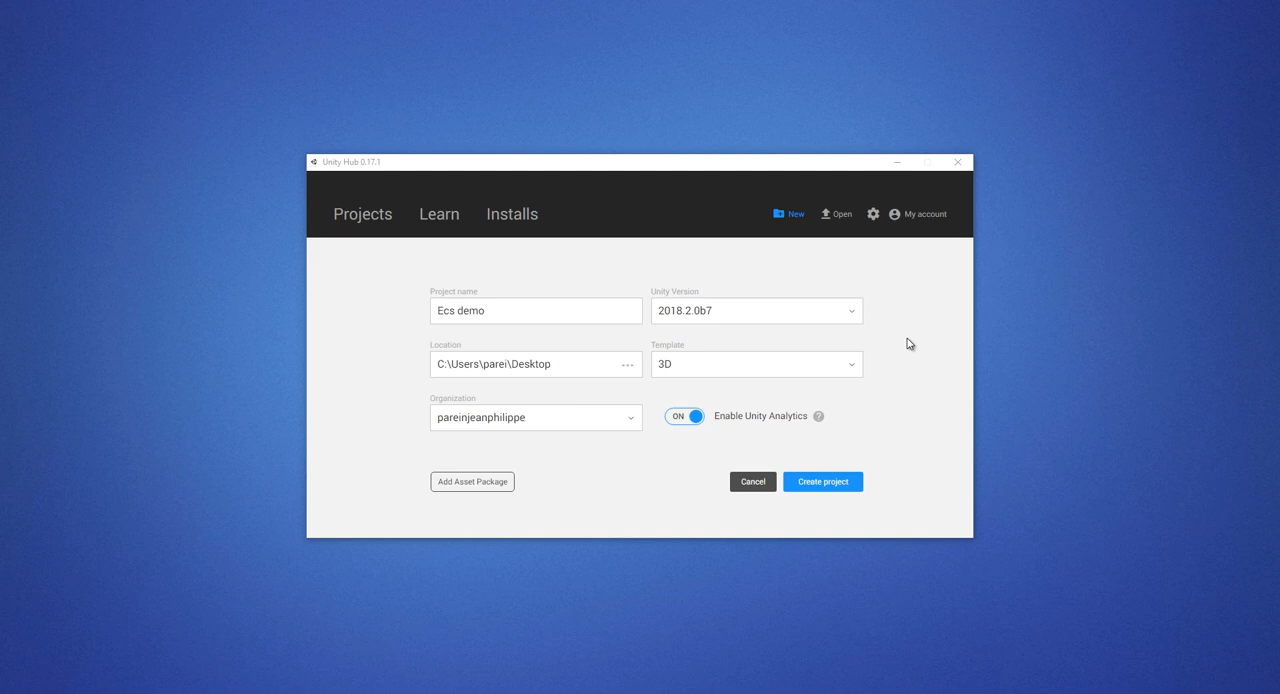 Unity Hub 0.17.1
Projects Learn Installs New Open My account
Project name Unity Version
Ecs demo 2018.2.0b7
Location Template
C:\Users\parei\Desktop 3D
Organization
pareinjeanphilippe ON Enable Unity Analytics ?
Add Asset Package Cancel Create project